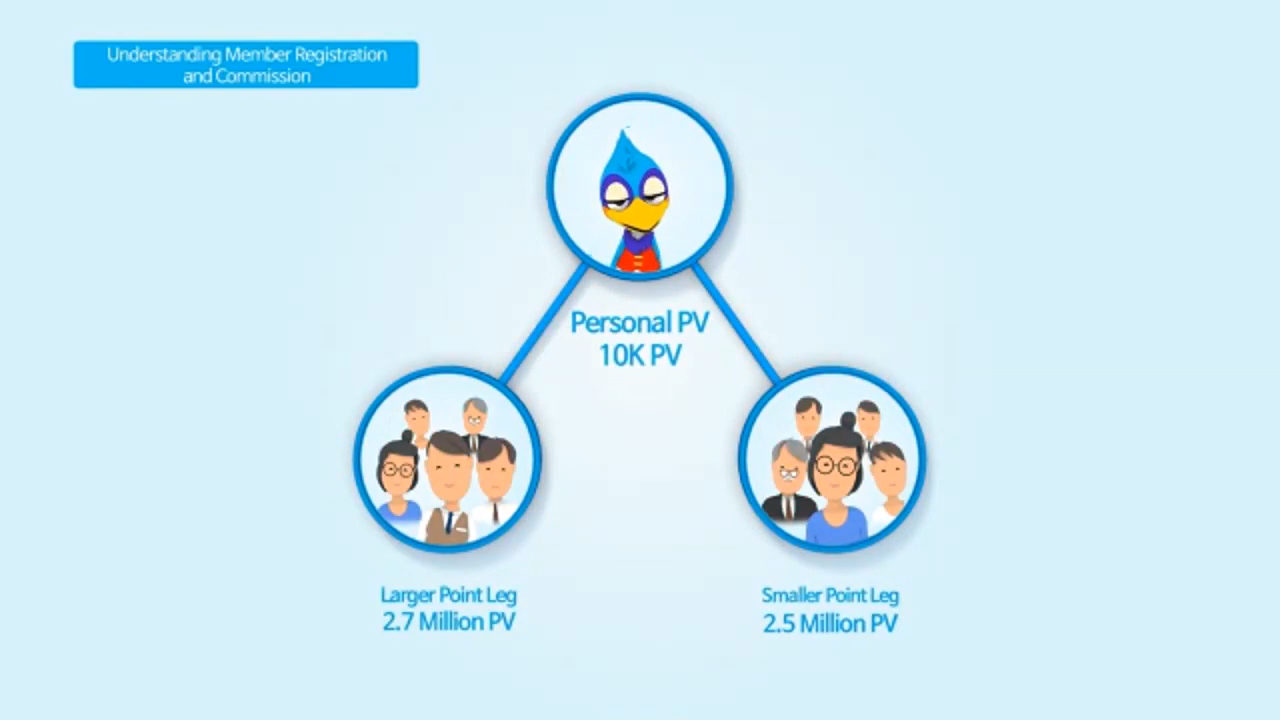 Understanding Member Registration
and Commission
Personal PV
10K PV
Larger Point Leg
2.7 Million PV
Smaller Point Leg
2.5 Million PV